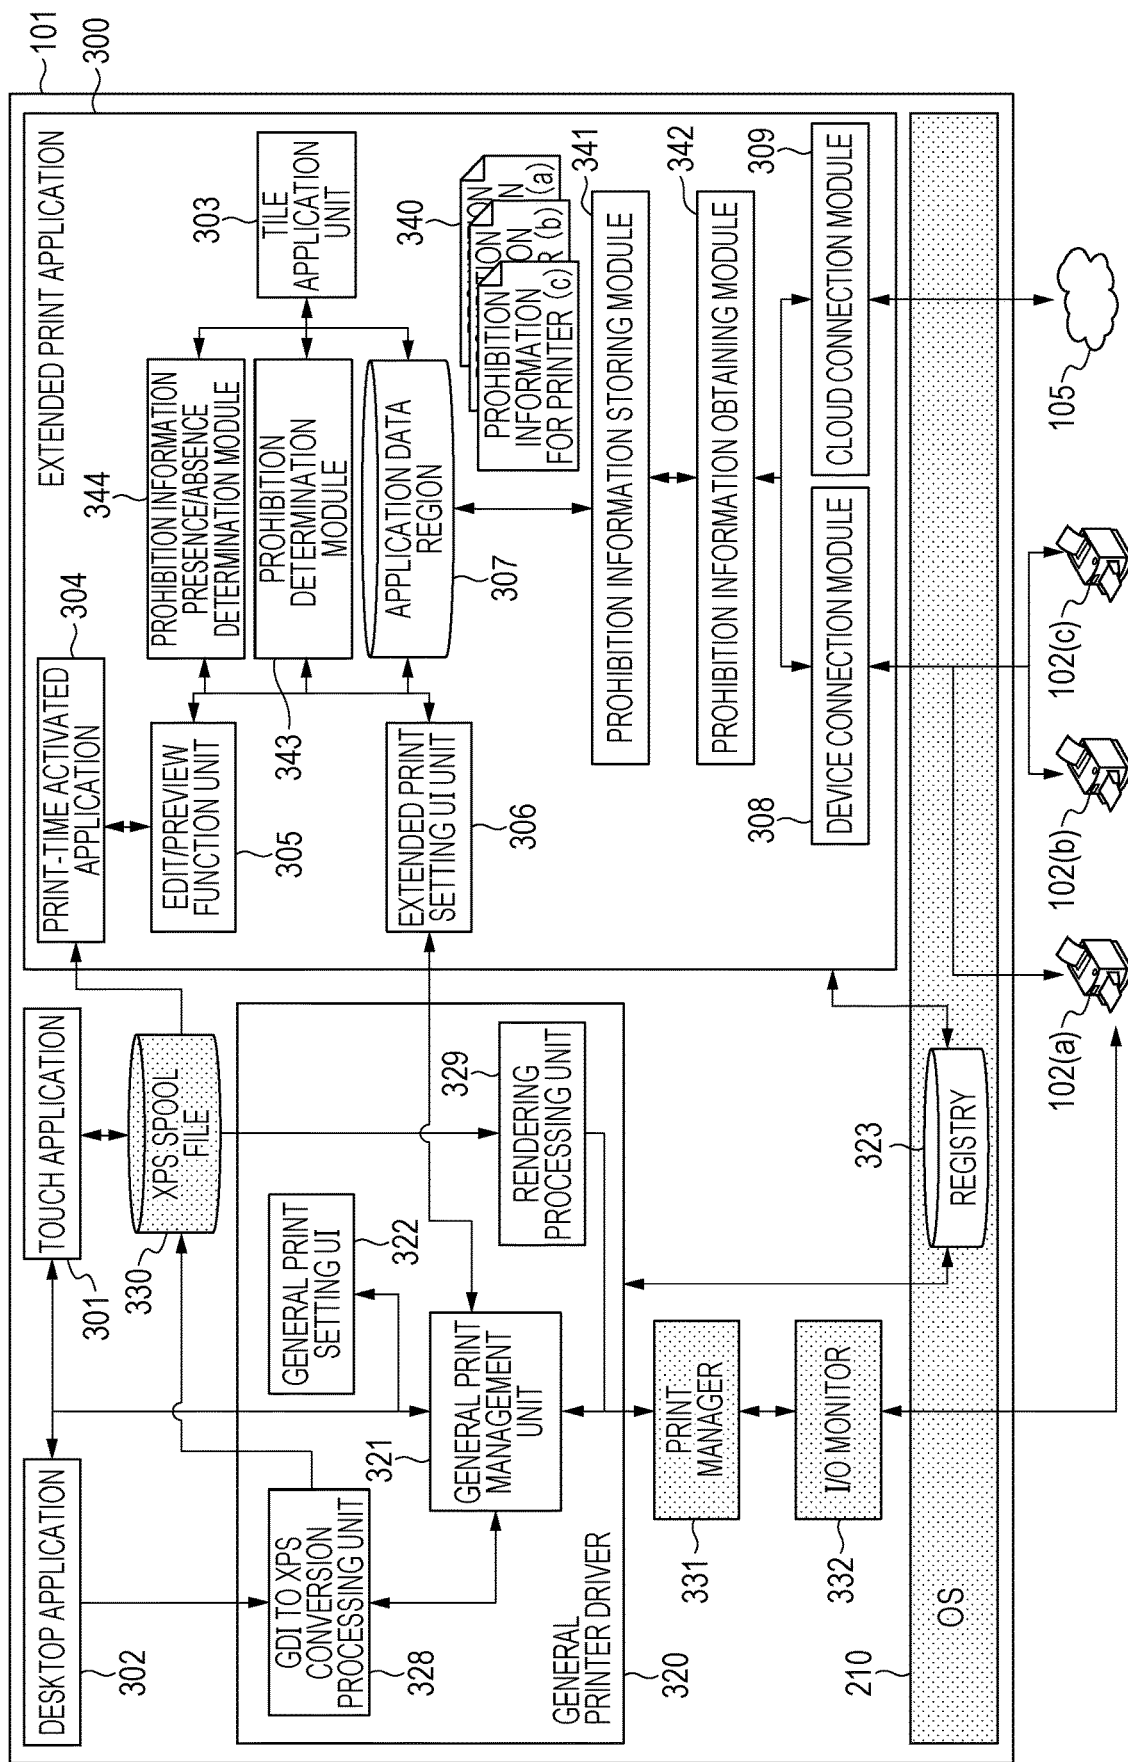 101
300
EXTENDED PRINT APPLICATION
DESKTOP APPLICATION
302
TOUCH APPLICATION
301
XPS SPOOL
FILE
330
PRINT-TIME ACTIVATED
APPLICATION
304
EDIT/PREVIEW
FUNCTION UNIT
305
PROHIBITION INFORMATION
PRESENCE/ABSENCE
DETERMINATION MODULE
344
TILE
APPLICATION
UNIT
303
PROHIBITION
DETERMINATION
MODULE
343
APPLICATION DATA
REGION
307
EXTENDED PRINT
SETTING UI UNIT
306
340
(a)
(b)
PROHIBITION
INFORMATION
FOR PRINTER (c)
PROHIBITION INFORMATION STORING MODULE
341
PROHIBITION INFORMATION OBTAINING MODULE
342
DEVICE CONNECTION MODULE
308
CLOUD CONNECTION MODULE
309
GDI TO XPS
CONVERSION
PROCESSING UNIT
328
GENERAL PRINT
SETTING UI
322
GENERAL PRINT
MANAGEMENT
UNIT
321
RENDERING
PROCESSING UNIT
329
GENERAL
PRINTER DRIVER
320
PRINT
MANAGER
331
I/O MONITOR
332
OS
210
REGISTRY
323
102(a)
102(b)
102(c)
105